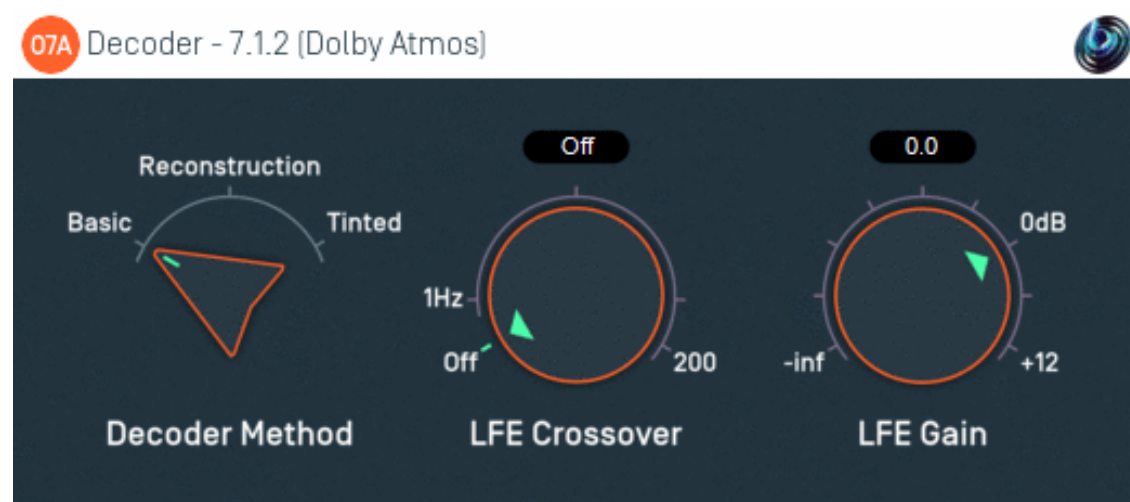 O7A Decoder - 7.1.2 (Dolby Atmos)
Off
0.0
Reconstruction
Basic
Tinted
0dB
1Hz
Off
200
-inf
+12
Decoder Method
LFE Crossover
LFE Gain